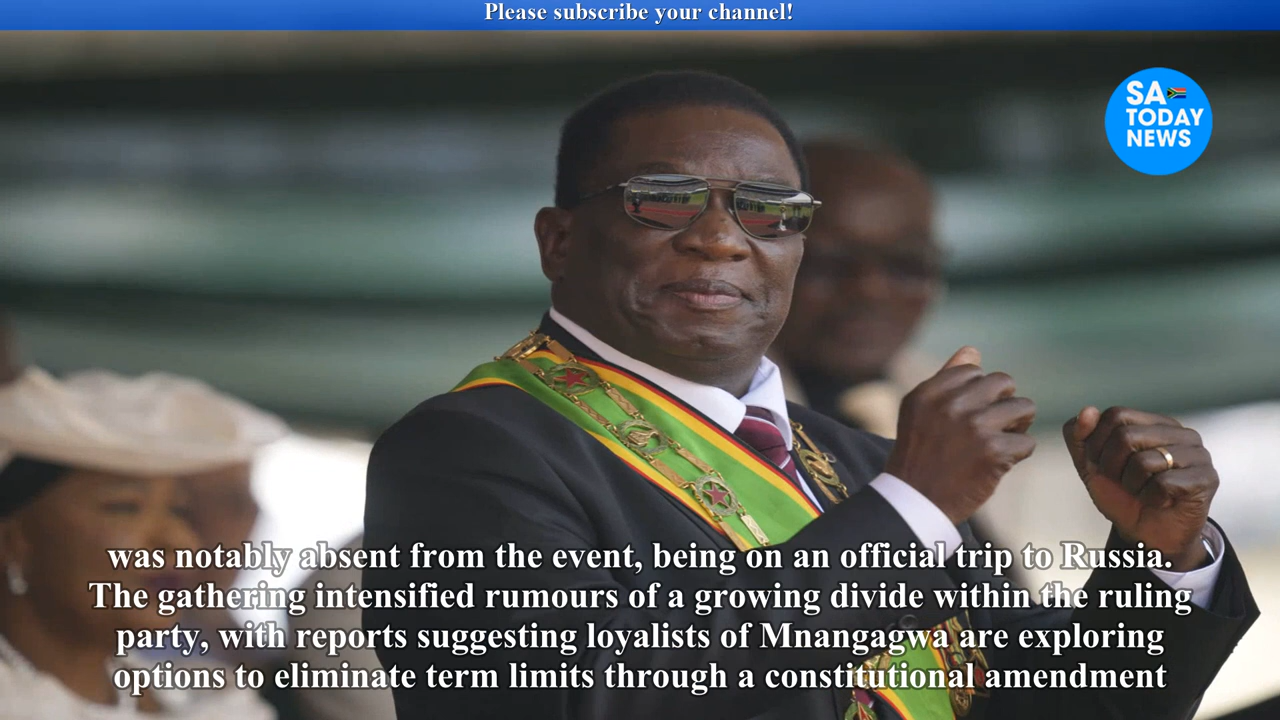 Please subscribe your channel!
SA
TODAY
NEWS
was notably absent from the event, being on an official trip to Russia.
The gathering intensified rumours of a growing divide within the ruling
party, with reports suggesting loyalists of Mnangagwa are exploring
options to eliminate term limits through a constitutional amendment